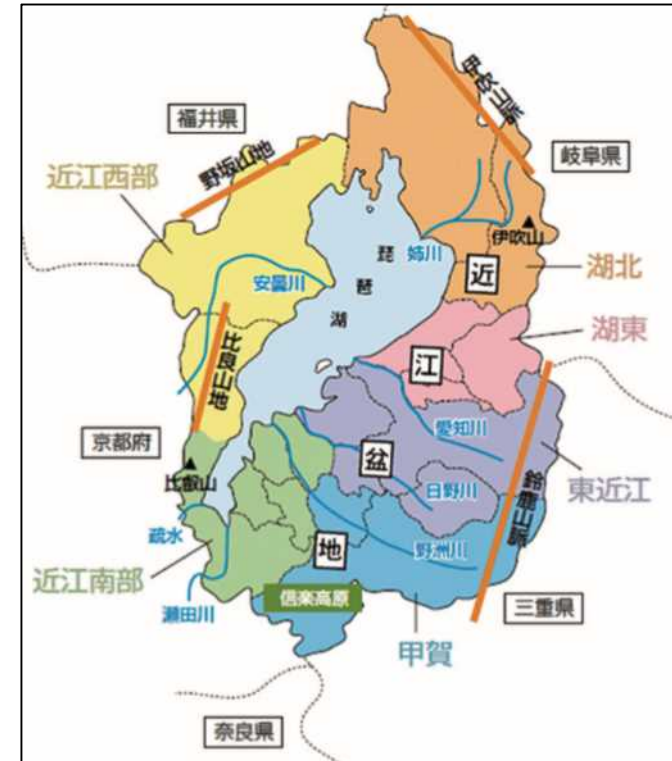 伊吹山地
福井県
野坂山地
岐阜県
近江西部
伊吹山
琵琶湖
姉川
近
湖北
安曇川
湖東
江
比良山地
愛知川
京都府
盆
比叡山
日野川
東近江
鈴鹿山脈
疏水
地
野洲川
近江南部
信楽高原
瀬田川
三重県
甲賀
奈良県